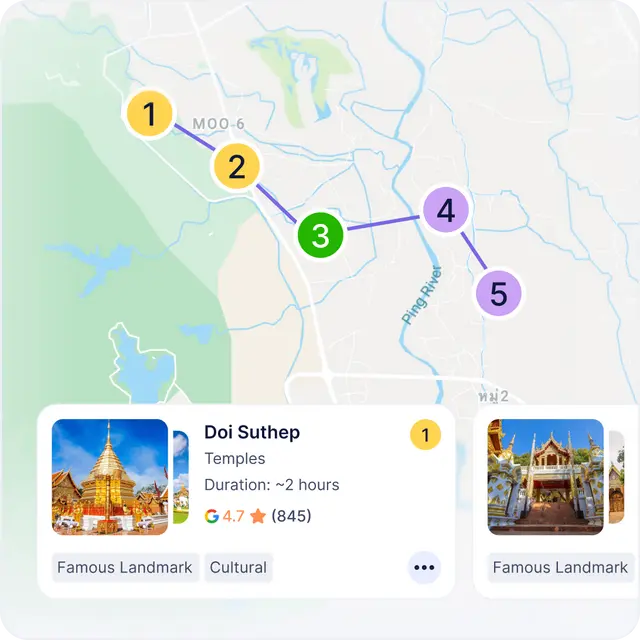 1
MOO 6
2
3
4
5
Ping River
หมู่2
Doi Suthep
1
Temples
Duration: ~2 hours
4.7 (845)
Famous Landmark
Cultural
Famous Landmark